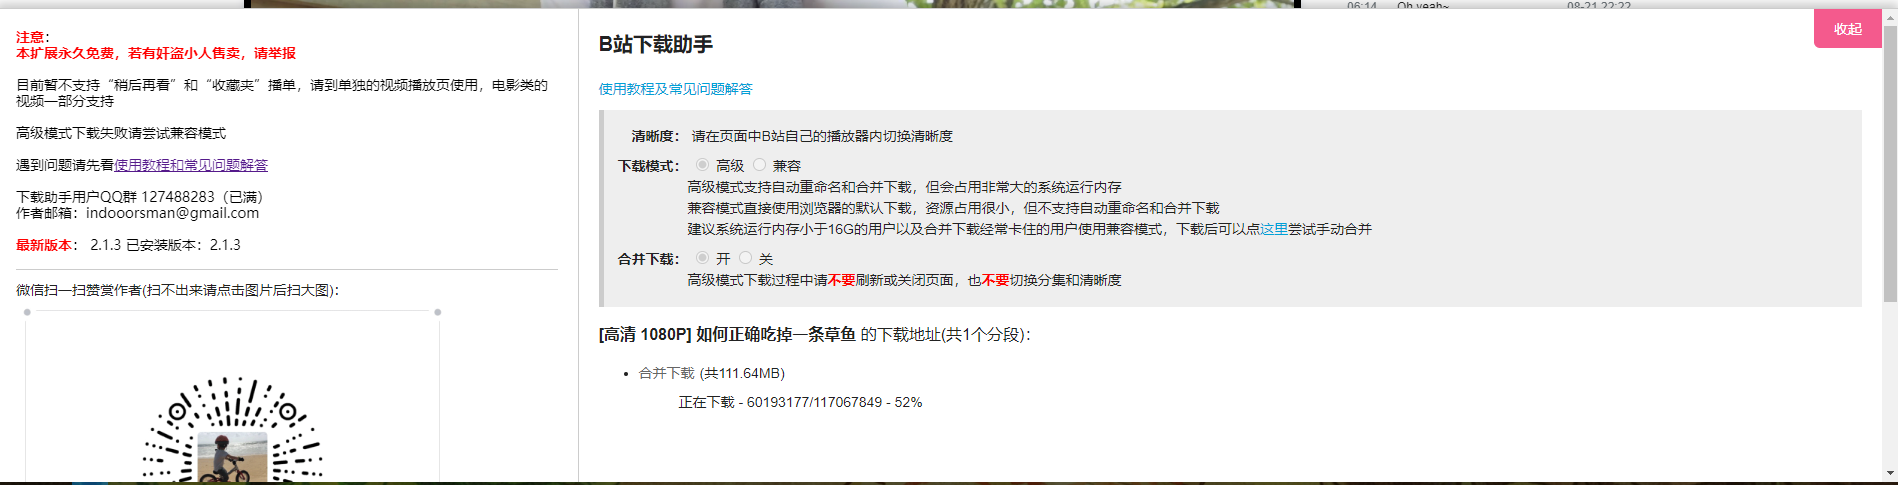 06:14 Oh yeah~ 08-21 22:22
收起
注意：
本扩展永久免费，若有奸盗小人售卖，请举报
目前暂不支持“稍后再看”和“收藏夹”播单，请到单独的视频播放页使用，电影类的
视频一部分支持
高级模式下载失败请尝试兼容模式
遇到问题请先看使用教程和常见问题解答
下载助手用户QQ群 127488283（已满）
作者邮箱：indooorsman@gmail.com
最新版本： 2.1.3 已安装版本：2.1.3
微信扫一扫赞赏作者(扫不出来请点击图片后扫大图)：
B站下载助手
使用教程及常见问题解答
清晰度： 请在页面中B站自己的播放器内切换清晰度
下载模式： 高级 兼容
高级模式支持自动重命名和合并下载，但会占用非常大的系统运行内存
兼容模式直接使用浏览器的默认下载，资源占用很小，但不支持自动重命名和合并下载
建议系统运行内存小于16G的用户以及合并下载经常卡住的用户使用兼容模式，下载后可以点这里尝试手动合并
合并下载： 开 关
高级模式下载过程中请不要刷新或关闭页面，也不要切换分集和清晰度
[高清 1080P] 如何正确吃掉一条草鱼 的下载地址(共1个分段)：
合并下载 (共111.64MB)
正在下载 - 60193177/117067849 - 52%